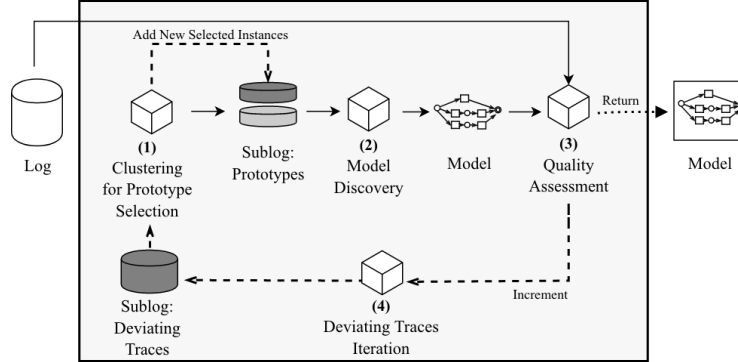 Add New Selected Instances
Log
(1)
Clustering
for Prototype
Selection
Sublog:
Prototypes
(2)
Model
Discovery
Model
(3)
Quality
Assessment
Return
Model
Increment
(4)
Deviating Traces
Iteration
Sublog:
Deviating
Traces